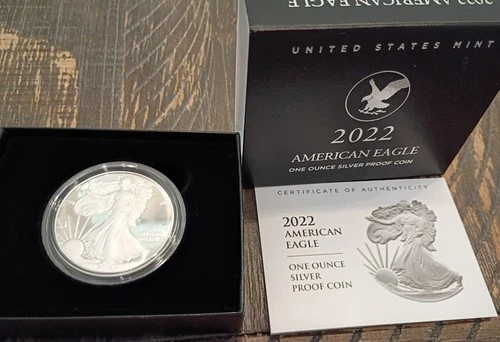 2022 AMERICAN EAGLE
UNITED STATES MINT
2022
AMERICAN EAGLE
ONE OUNCE SILVER PROOF COIN
CERTIFICATE OF AUTHENTICITY
2022
AMERICAN
EAGLE
ONE OUNCE
SILVER
PROOF COIN